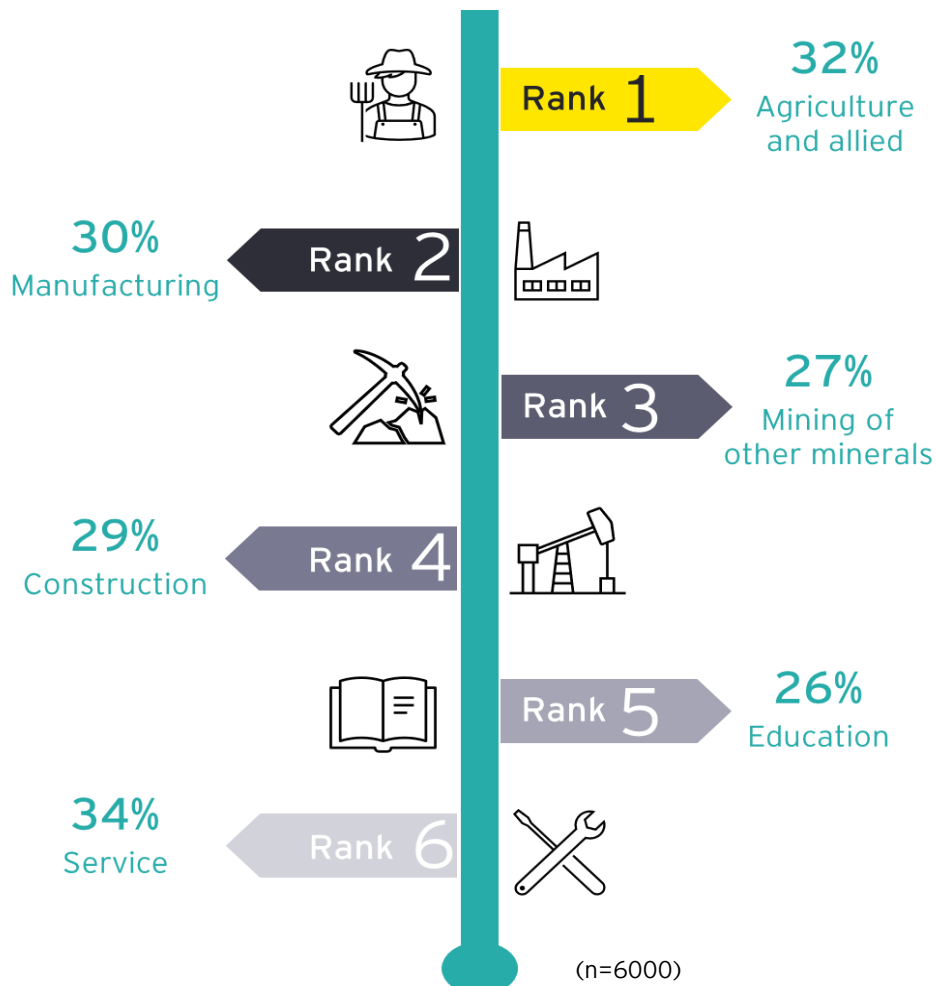 Rank 1
32%
Agriculture
and allied
30%
Manufacturing
Rank 2
Rank 3
27%
Mining of
other minerals
29%
Construction
Rank 4
Rank 5
26%
Education
34%
Service
Rank 6
(n=6000)